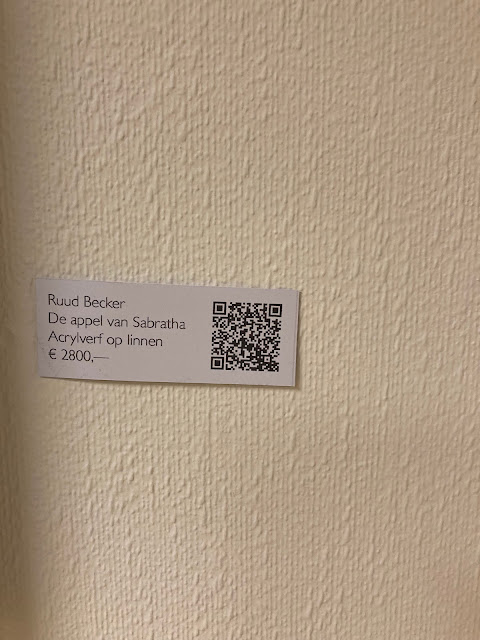 Ruud Becker
De appel van Sabratha
Acrylverf op linnen
€ 2800,—